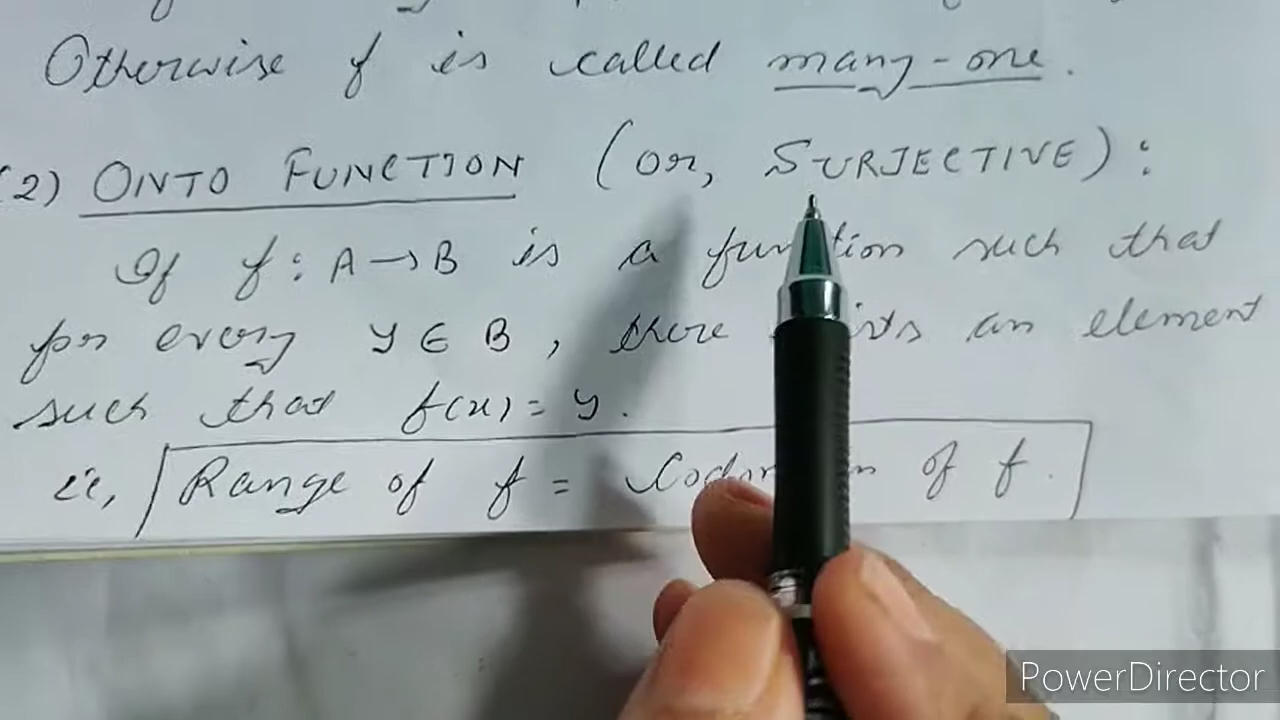 Otherwise f is called many-one.
(2) ONTO FUNCTION (or, SURJECTIVE):
If f: A→B is a function such that
for every y ∈ B, there exists an element
such that f(x) = y.
ie, Range of f = Codomain of f.
PowerDirector